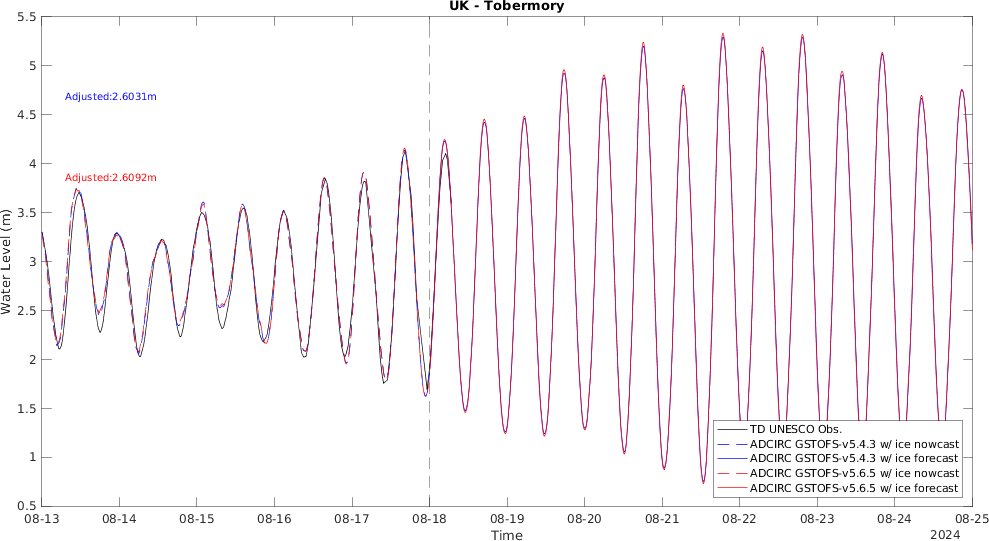 UK - Tobermory
5.5
5
4.5
4
3.5
3
2.5
2
1.5
1
0.5
Water Level (m)
Adjusted:2.6031m
Adjusted:2.6092m
TD UNESCO Obs.
ADCIRC GSTOFS-v5.4.3 w/ ice nowcast
ADCIRC GSTOFS-v5.4.3 w/ ice forecast
ADCIRC GSTOFS-v5.6.5 w/ ice nowcast
ADCIRC GSTOFS-v5.6.5 w/ ice forecast
08-13 08-14 08-15 08-16 08-17 08-18 08-19 08-20 08-21 08-22 08-23 08-24 08-25
Time
2024